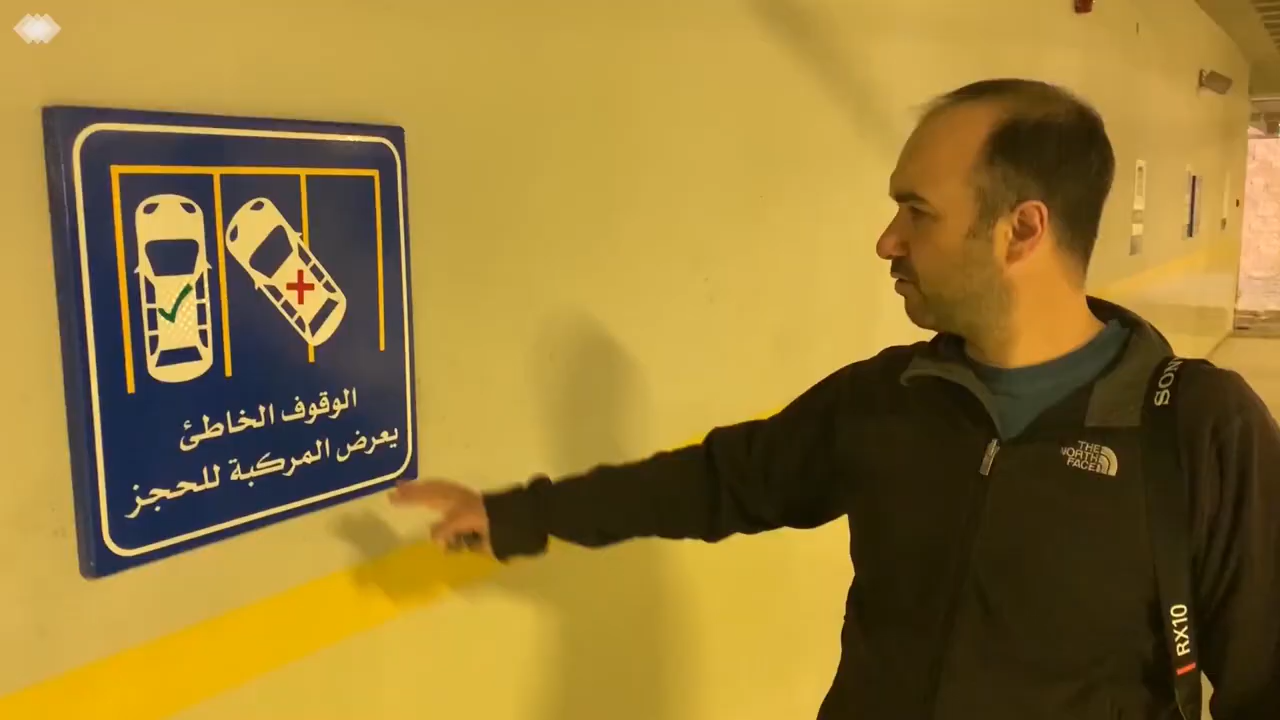 الوقوف الخاطئ
يعرض المركبة للحجز
THE
NORTH
FACE
SONY
RX10